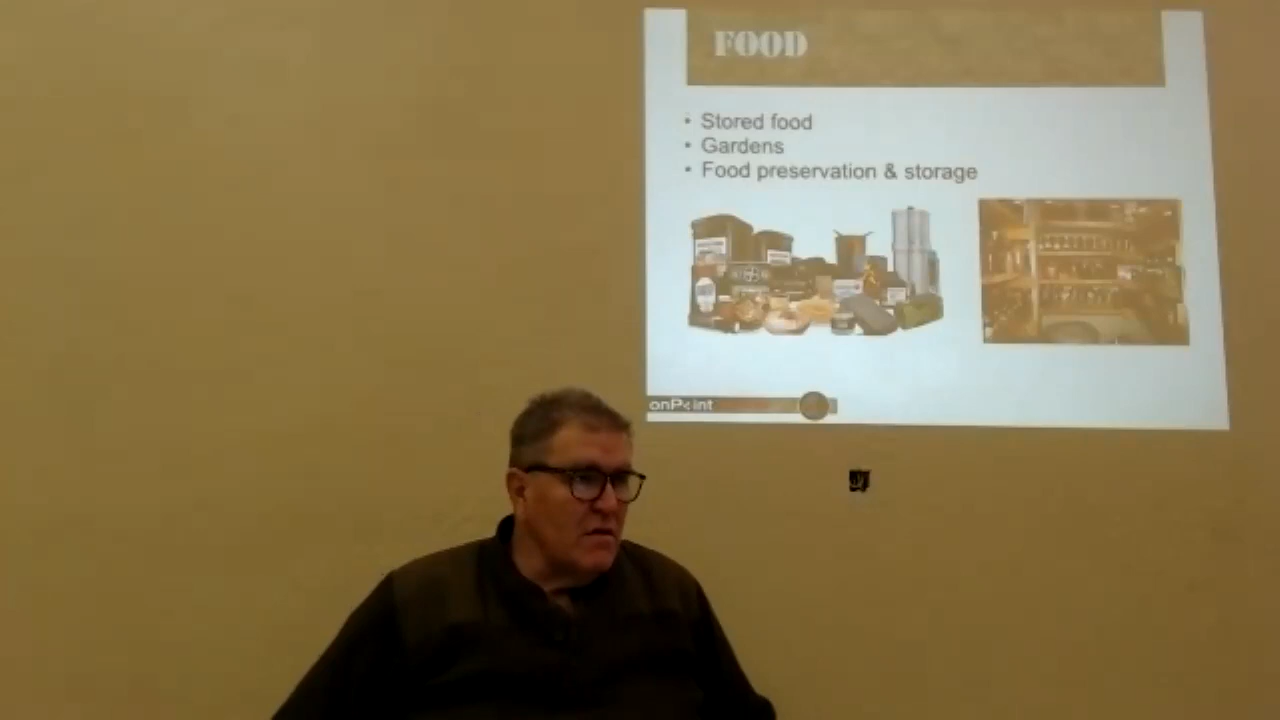 FOOD
• Stored food
• Gardens
• Food preservation & storage
onPoint